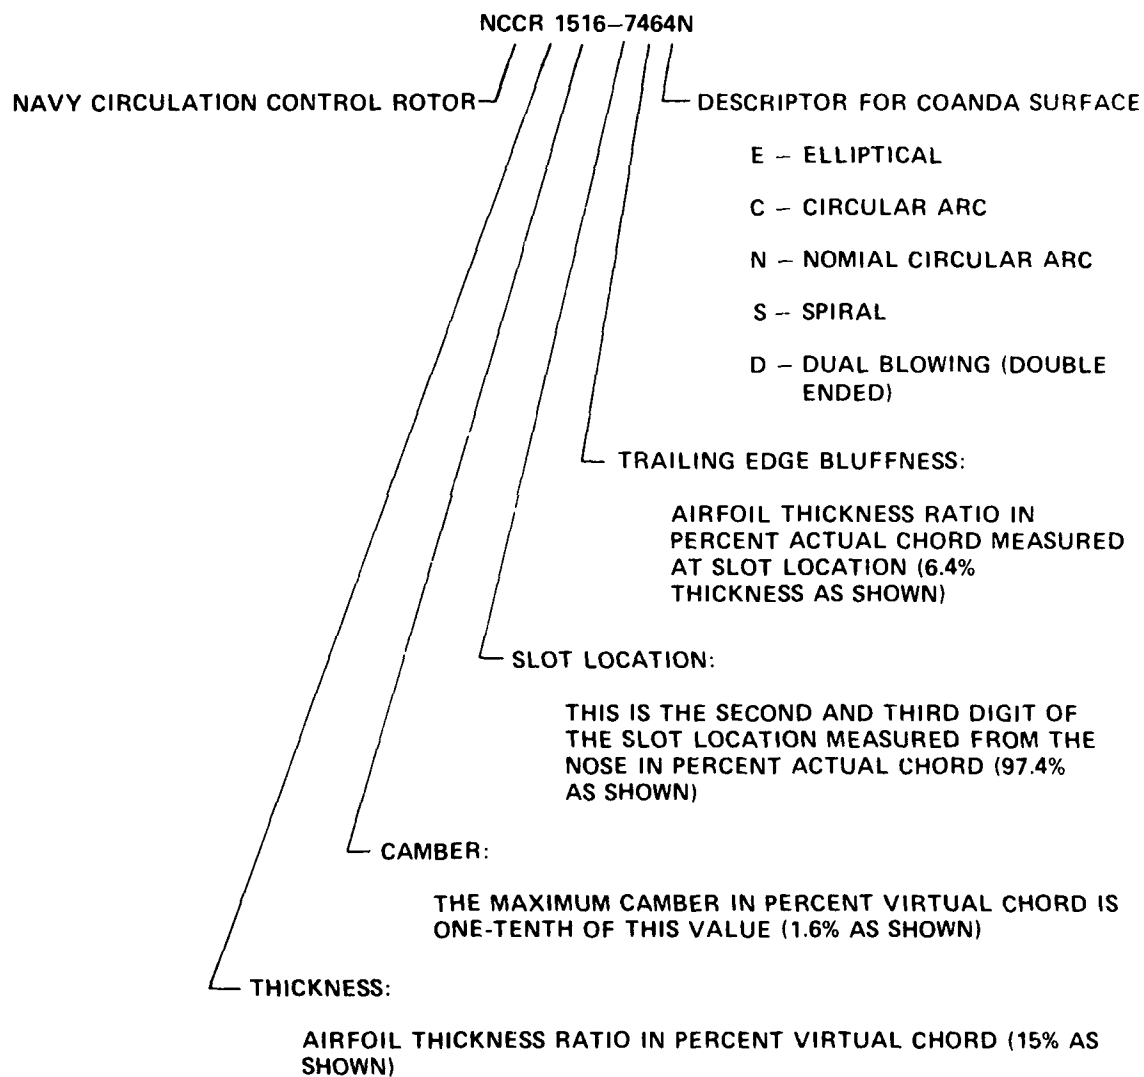 NCCR 1516–7464N
NAVY CIRCULATION CONTROL ROTOR
DESCRIPTOR FOR COANDA SURFACE
E – ELLIPTICAL
C – CIRCULAR ARC
N – NOMIAL CIRCULAR ARC
S – SPIRAL
D – DUAL BLOWING (DOUBLE
ENDED)
TRAILING EDGE BLUFFNESS:
AIRFOIL THICKNESS RATIO IN
PERCENT ACTUAL CHORD MEASURED
AT SLOT LOCATION (6.4%
THICKNESS AS SHOWN)
SLOT LOCATION:
THIS IS THE SECOND AND THIRD DIGIT OF
THE SLOT LOCATION MEASURED FROM THE
NOSE IN PERCENT ACTUAL CHORD (97.4%
AS SHOWN)
CAMBER:
THE MAXIMUM CAMBER IN PERCENT VIRTUAL CHORD IS
ONE-TENTH OF THIS VALUE (1.6% AS SHOWN)
THICKNESS:
AIRFOIL THICKNESS RATIO IN PERCENT VIRTUAL CHORD (15% AS
SHOWN)